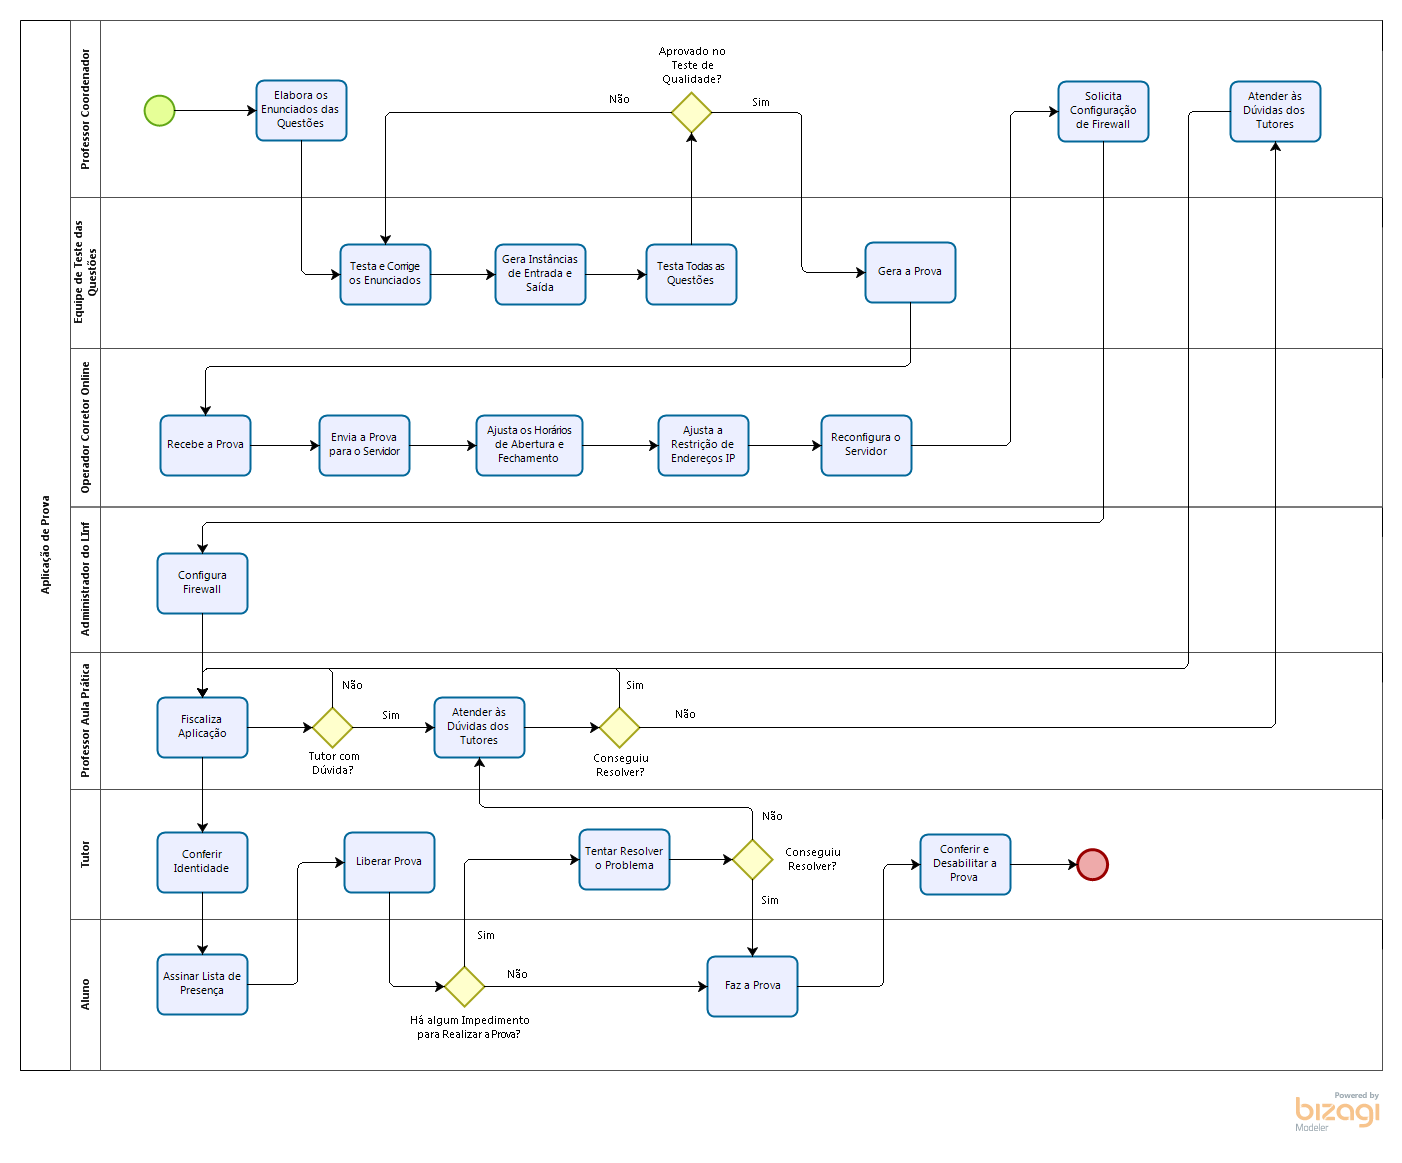 Aplicação de Prova
Professor Coordenador
Elabora os
Enunciados das
Questões
Aprovado no
Teste de
Qualidade?
Não
Sim
Solicita
Configuração
de Firewall
Atender às
Dúvidas dos
Tutores
Equipe de Teste das
Questões
Testa e Corrige
os Enunciados
Gera Instâncias
de Entrada e
Saída
Testa Todas as
Questões
Gera a Prova
Operador Corretor Online
Recebe a Prova
Envia a Prova
para o Servidor
Ajusta os Horários
de Abertura e
Fechamento
Ajusta a
Restrição de
Endereços IP
Reconfigura o
Servidor
Administrador do LInf
Configura
Firewall
Professor Aula Prática
Fiscaliza
Aplicação
Não
Sim
Tutor com
Dúvida?
Atender às
Dúvidas dos
Tutores
Sim
Não
Conseguiu
Resolver?
Tutor
Conferir
Identidade
Liberar Prova
Tentar Resolver
o Problema
Não
Conseguiu
Resolver?
Sim
Conferir e
Desabilitar a
Prova
Aluno
Assinar Lista de
Presença
Sim
Não
Há algum Impedimento
para Realizar a Prova?
Faz a Prova
Powered by
bizagi
Modeler